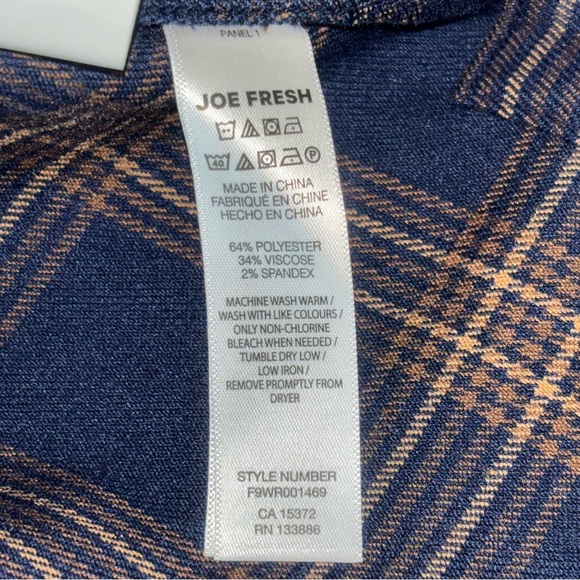 PANEL 1
JOE FRESH
40 P
MADE IN CHINA
FABRIQUÉ EN CHINE
HECHO EN CHINA
64% POLYESTER
34% VISCOSE
2% SPANDEX
MACHINE WASH WARM /
WASH WITH LIKE COLOURS /
ONLY NON-CHLORINE
BLEACH WHEN NEEDED /
TUMBLE DRY LOW /
LOW IRON /
REMOVE PROMPTLY FROM
DRYER
STYLE NUMBER
F9WR001469
CA 15372
RN 133886